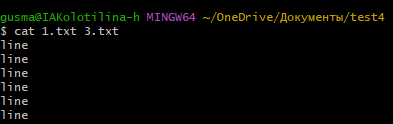 gusma@IAKolotilina-h MINGW64 ~/OneDrive/Документы/test4
$ cat 1.txt 3.txt
line
line
line
line
line
line